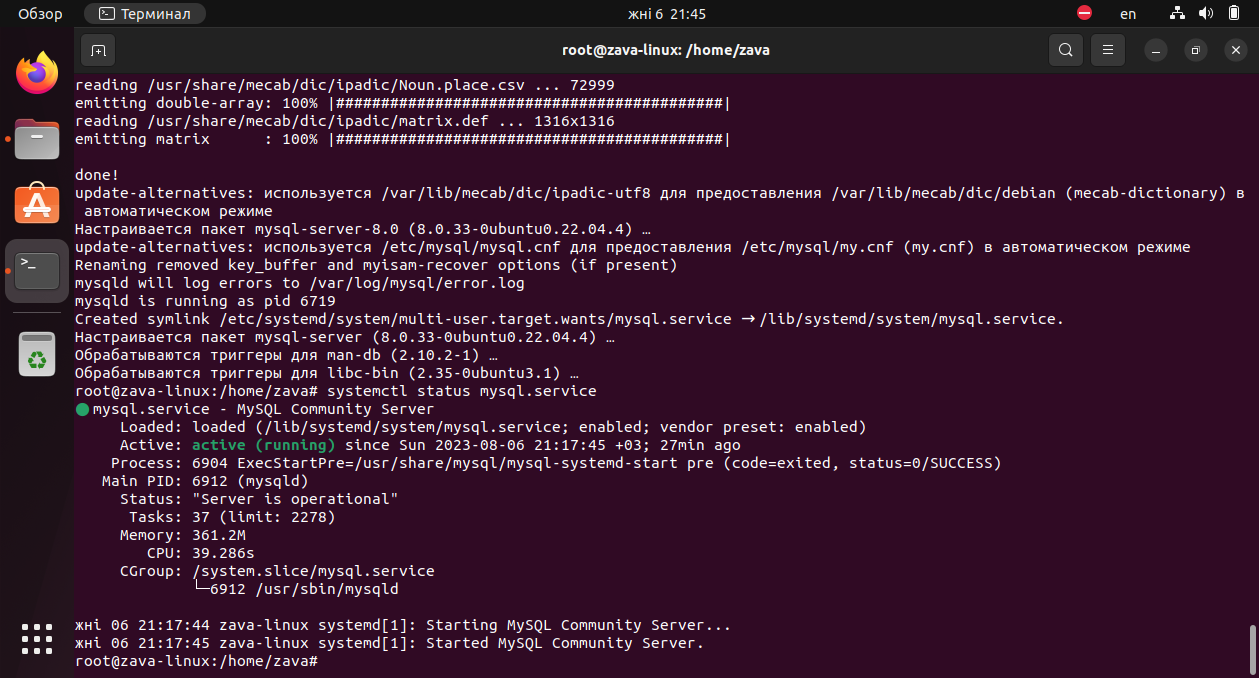 Обзор
Терминал
жні 6 21:45
en
root@zava-linux: /home/zava
reading /usr/share/mecab/dic/ipadic/Noun.place.csv ... 72999
emitting double-array: 100% |###########################################|
reading /usr/share/mecab/dic/ipadic/matrix.def ... 1316x1316
emitting matrix      : 100% |###########################################|
done!
update-alternatives: используется /var/lib/mecab/dic/ipadic-utf8 для предоставления /var/lib/mecab/dic/debian (mecab-dictionary) в
 автоматическом режиме
Настраивается пакет mysql-server-8.0 (8.0.33-0ubuntu0.22.04.4) …
update-alternatives: используется /etc/mysql/mysql.cnf для предоставления /etc/mysql/my.cnf (my.cnf) в автоматическом режиме
Renaming removed key_buffer and myisam-recover options (if present)
mysqld will log errors to /var/log/mysql/error.log
mysqld is running as pid 6719
Created symlink /etc/systemd/system/multi-user.target.wants/mysql.service → /lib/systemd/system/mysql.service.
Настраивается пакет mysql-server (8.0.33-0ubuntu0.22.04.4) …
Обрабатываются триггеры для man-db (2.10.2-1) …
Обрабатываются триггеры для libc-bin (2.35-0ubuntu3.1) …
root@zava-linux:/home/zava# systemctl status mysql.service
● mysql.service - MySQL Community Server
     Loaded: loaded (/lib/systemd/system/mysql.service; enabled; vendor preset: enabled)
     Active: active (running) since Sun 2023-08-06 21:17:45 +03; 27min ago
    Process: 6904 ExecStartPre=/usr/share/mysql/mysql-systemd-start pre (code=exited, status=0/SUCCESS)
   Main PID: 6912 (mysqld)
     Status: "Server is operational"
      Tasks: 37 (limit: 2278)
     Memory: 361.2M
        CPU: 39.286s
     CGroup: /system.slice/mysql.service
             └─6912 /usr/sbin/mysqld
жні 06 21:17:44 zava-linux systemd[1]: Starting MySQL Community Server...
жні 06 21:17:45 zava-linux systemd[1]: Started MySQL Community Server.
root@zava-linux:/home/zava#